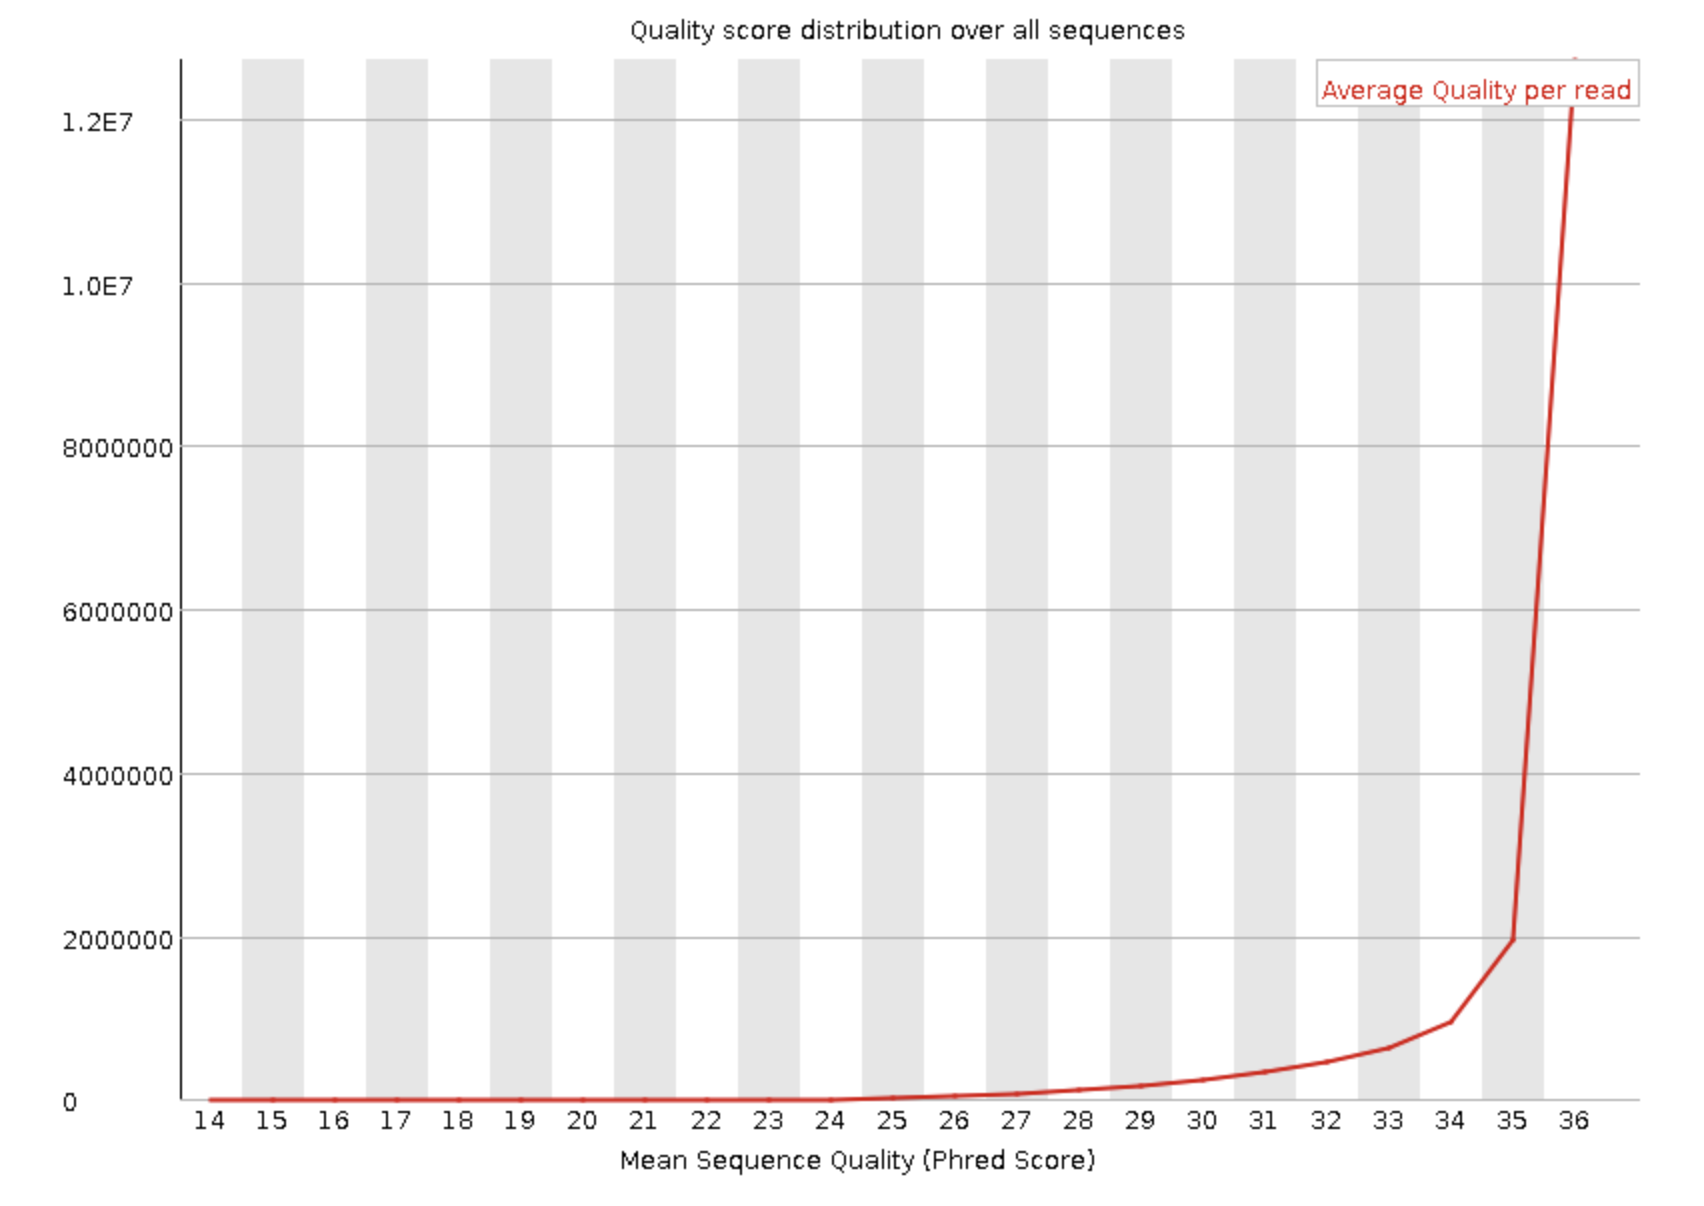 Quality score distribution over all sequences
Average Quality per read
1.2E7
1.0E7
8000000
6000000
4000000
2000000
0
14 15 16 17 18 19 20 21 22 23 24 25 26 27 28 29 30 31 32 33 34 35 36
Mean Sequence Quality (Phred Score)